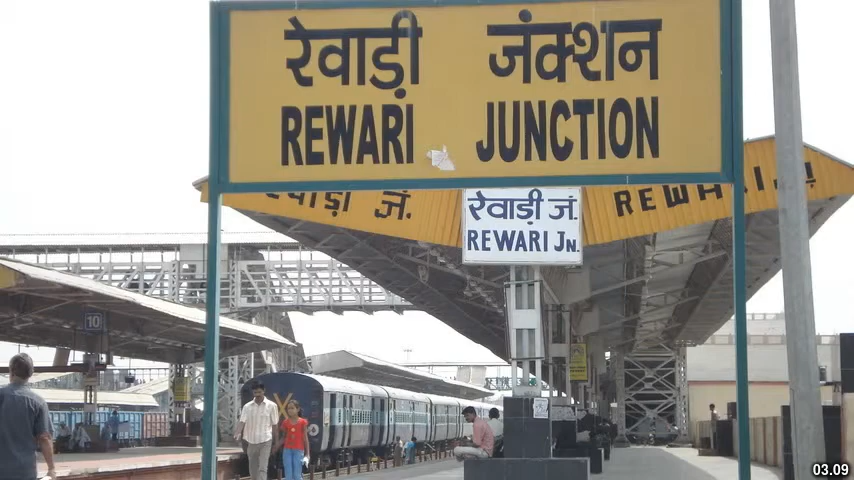 रेवाड़ी जंक्शन
REWARI JUNCTION
रेवाड़ी जं.
REWARI J
रेवाड़ी जं.
REWARI JN.
10
X
03.09